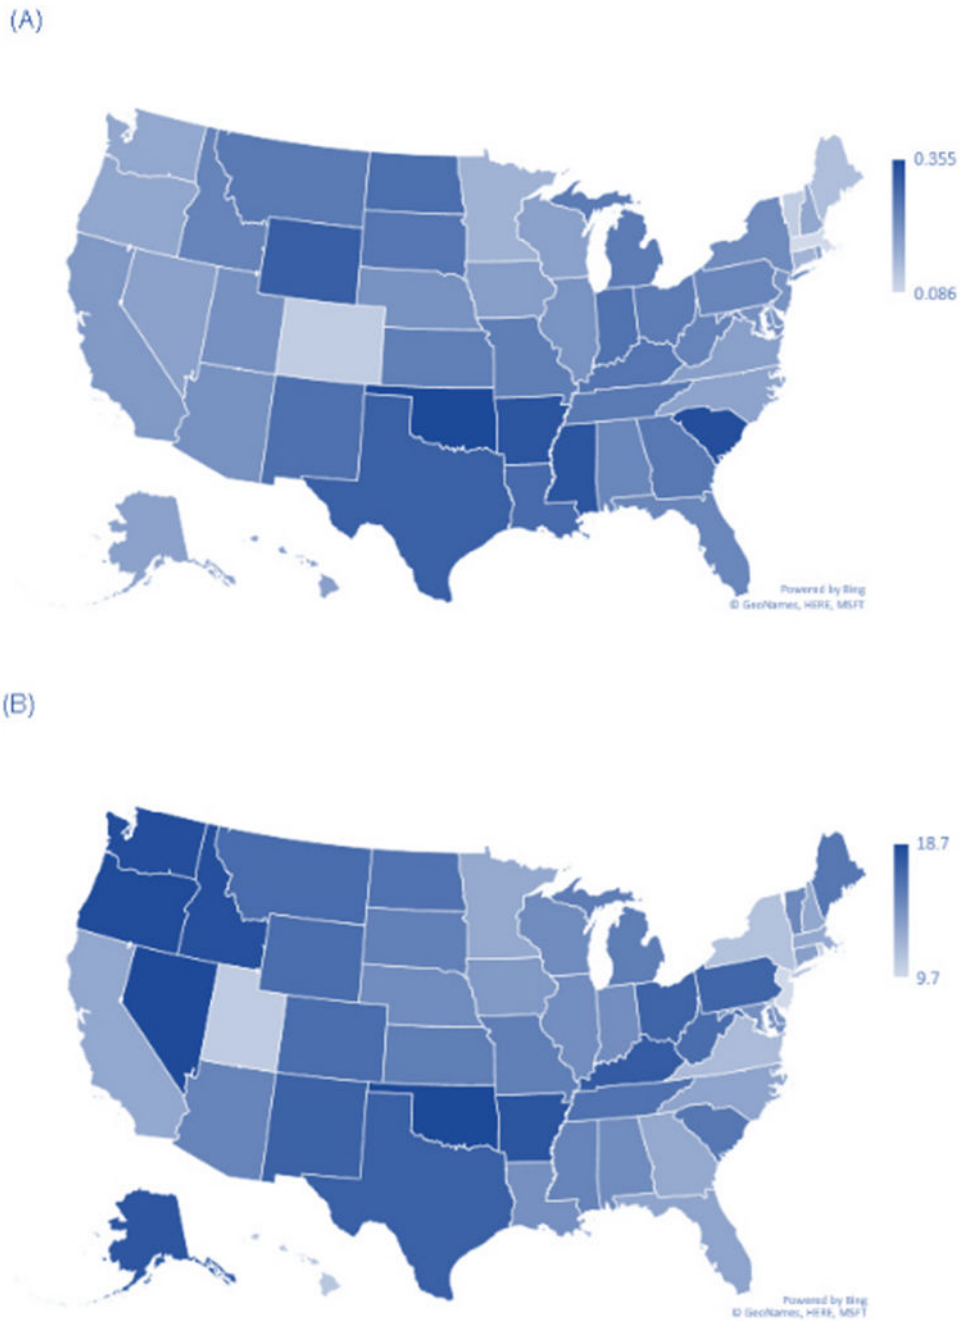 (A)
0.355
0.086
Powered by Bing
© GeoNames, HERE, MSFT
(B)
18.7
9.7
Powered by Bing
© GeoNames, HERE, MSFT